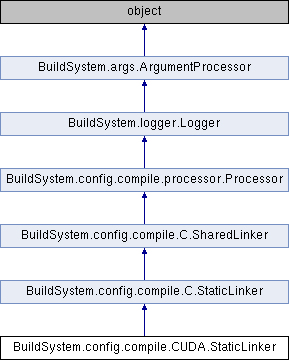 object
BuildSystem.args.ArgumentProcessor
BuildSystem.logger.Logger
BuildSystem.config.compile.processor.Processor
BuildSystem.config.compile.C.SharedLinker
BuildSystem.config.compile.C.StaticLinker
BuildSystem.config.compile.CUDA.StaticLinker